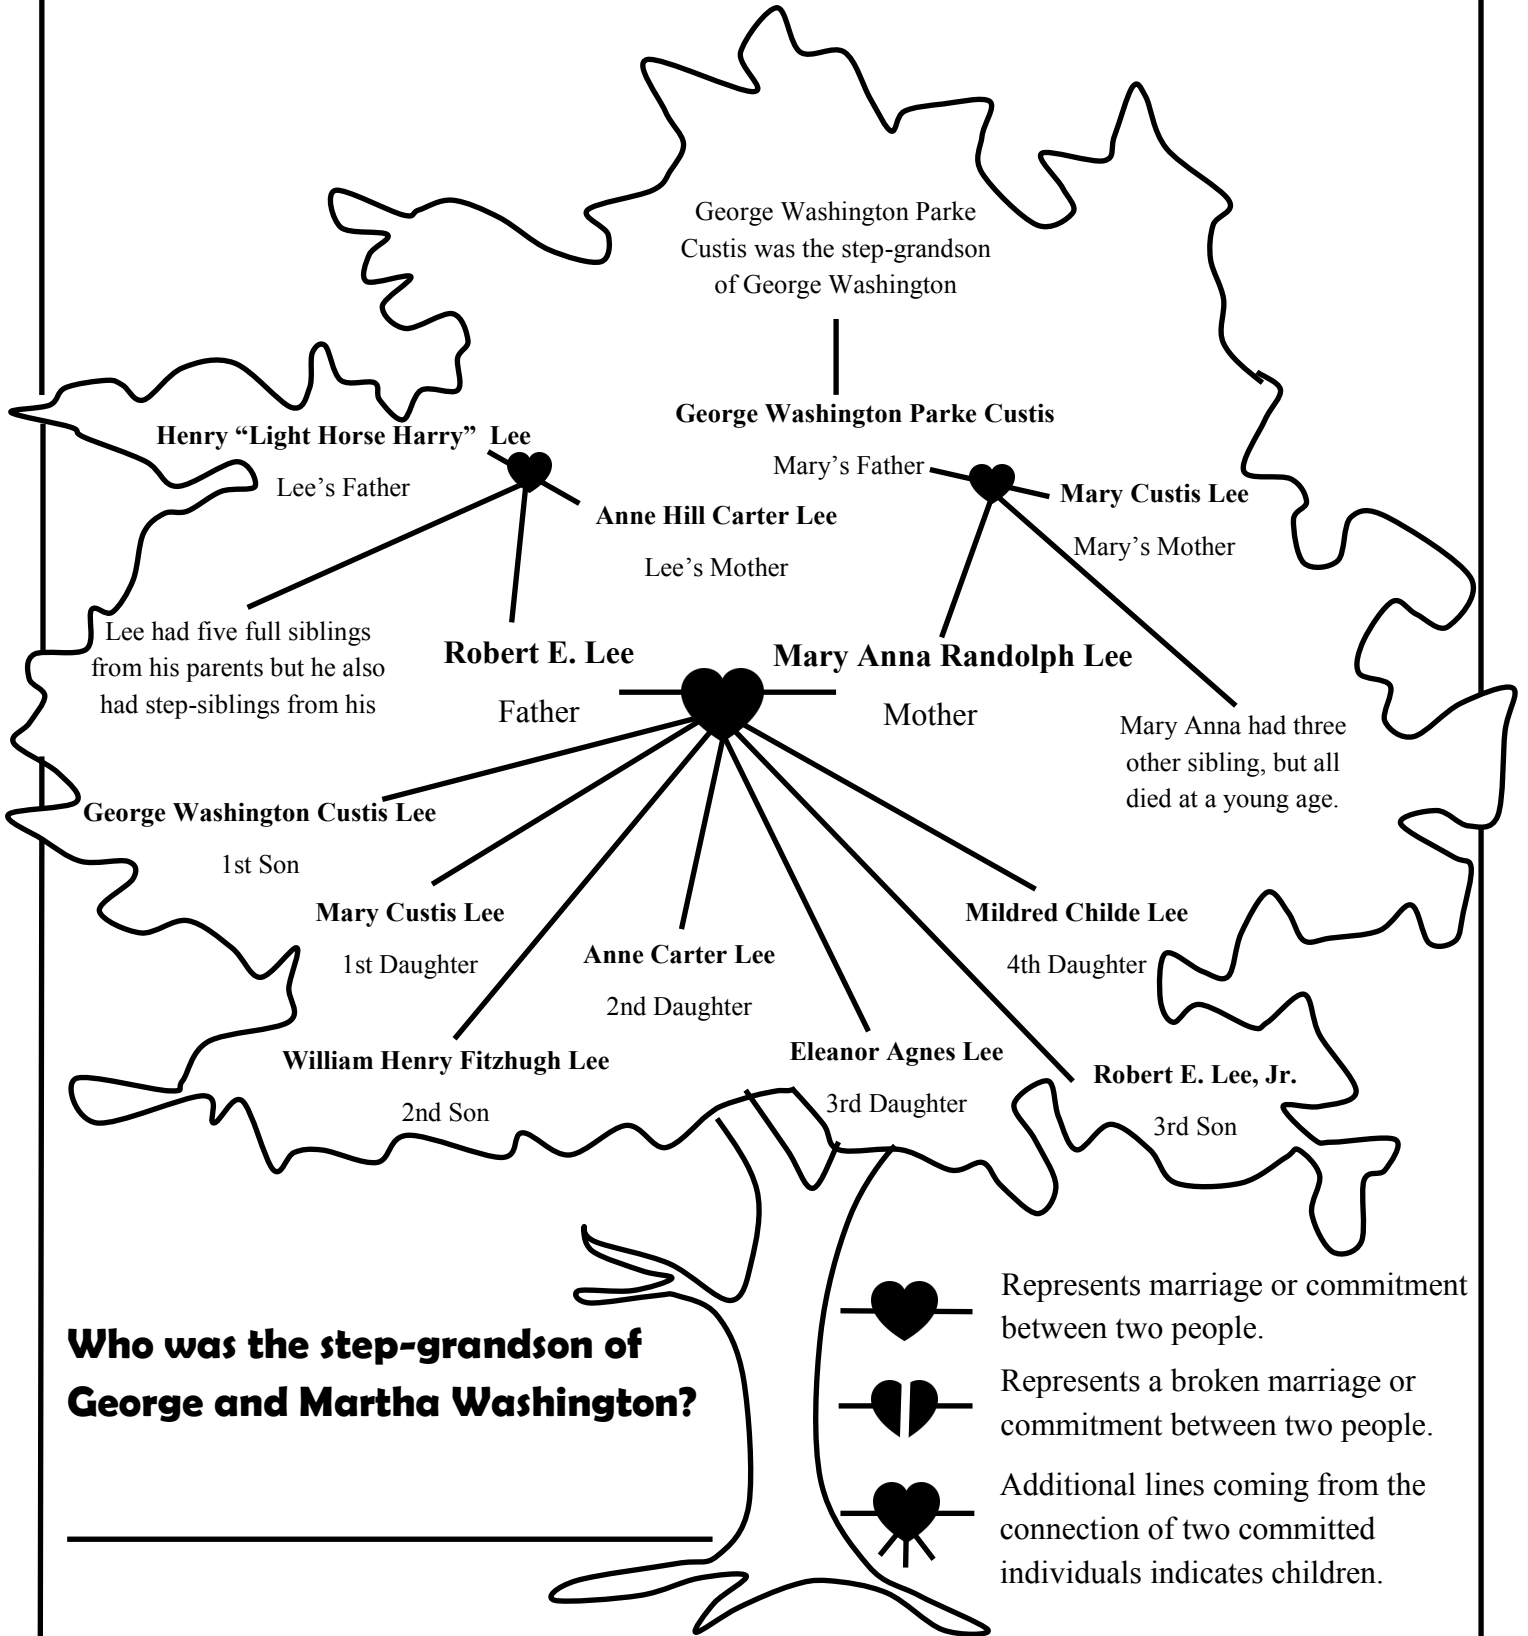 George Washington Parke
Custis was the step-grandson
of George Washington
George Washington Parke Custis
Mary’s Father
Mary Custis Lee
Mary’s Mother
Henry “Light Horse Harry” Lee
Lee’s Father
Anne Hill Carter Lee
Lee’s Mother
Lee had five full siblings
from his parents but he also
had step-siblings from his
Robert E. Lee
Father
Mary Anna Randolph Lee
Mother
Mary Anna had three
other sibling, but all
died at a young age.
George Washington Custis Lee
1st Son
Mary Custis Lee
1st Daughter
William Henry Fitzhugh Lee
2nd Son
Anne Carter Lee
2nd Daughter
Eleanor Agnes Lee
3rd Daughter
Robert E. Lee, Jr.
3rd Son
Mildred Childe Lee
4th Daughter
Who was the step-grandson of
George and Martha Washington?
Represents marriage or commitment
between two people.
Represents a broken marriage or
commitment between two people.
Additional lines coming from the
connection of two committed
individuals indicates children.